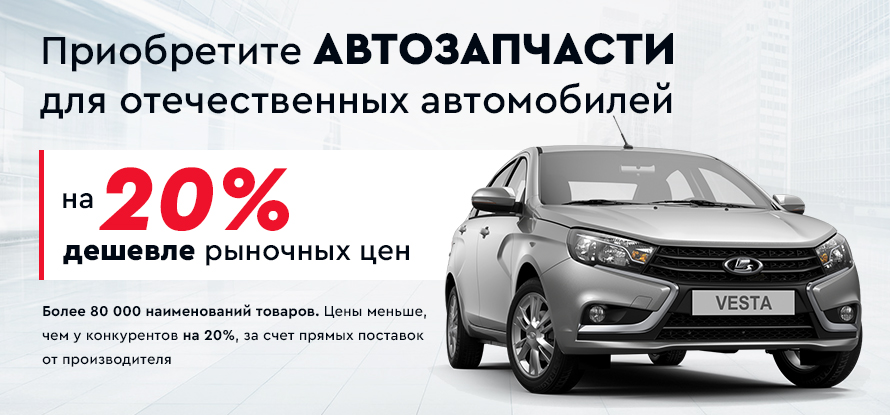 Приобретите АВТОЗАПЧАСТИ
для отечественных автомобилей
на 20%
дешевле рыночных цен
Более 80 000 наименований товаров. Цены меньше,
чем у конкурентов на 20%, за счет прямых поставок
от производителя
VESTA